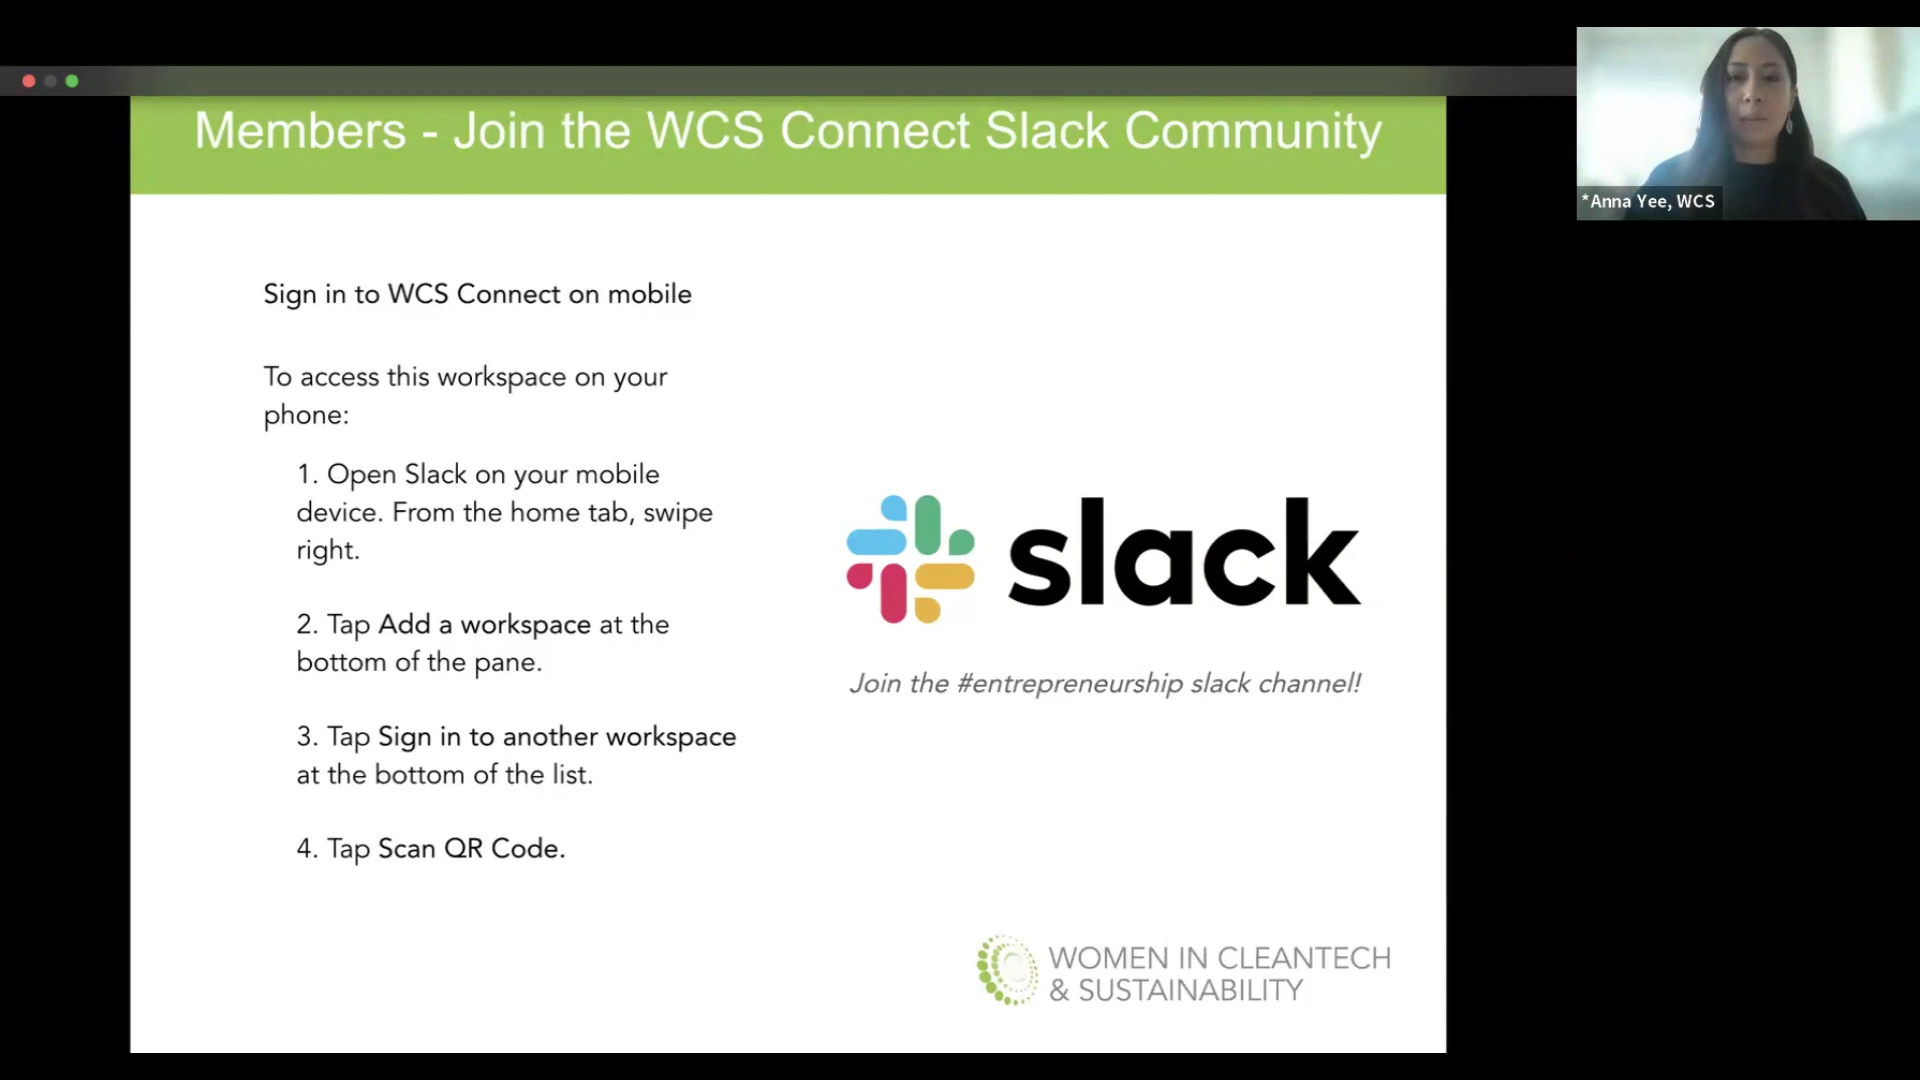 Members - Join the WCS Connect Slack Community
*Anna Yee, WCS
Sign in to WCS Connect on mobile
To access this workspace on your
phone:
1. Open Slack on your mobile
device. From the home tab, swipe
right.
2. Tap Add a workspace at the
bottom of the pane.
3. Tap Sign in to another workspace
at the bottom of the list.
4. Tap Scan QR Code.
slack
Join the #entrepreneurship slack channel!
WOMEN IN CLEANTECH
& SUSTAINABILITY